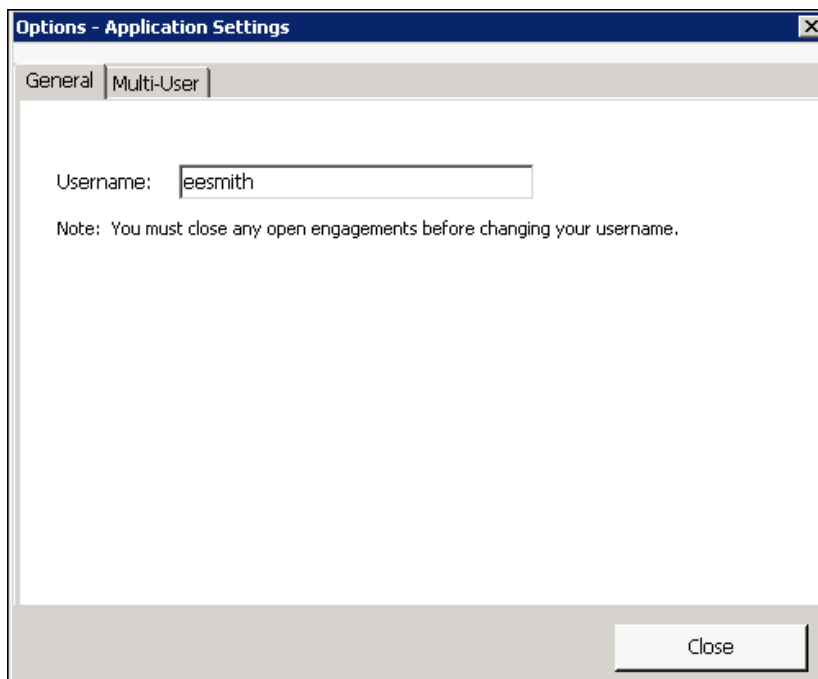 Options - Application Settings
General
Multi-User
Username: eesmith
Note: You must close any open engagements before changing your username.
Close